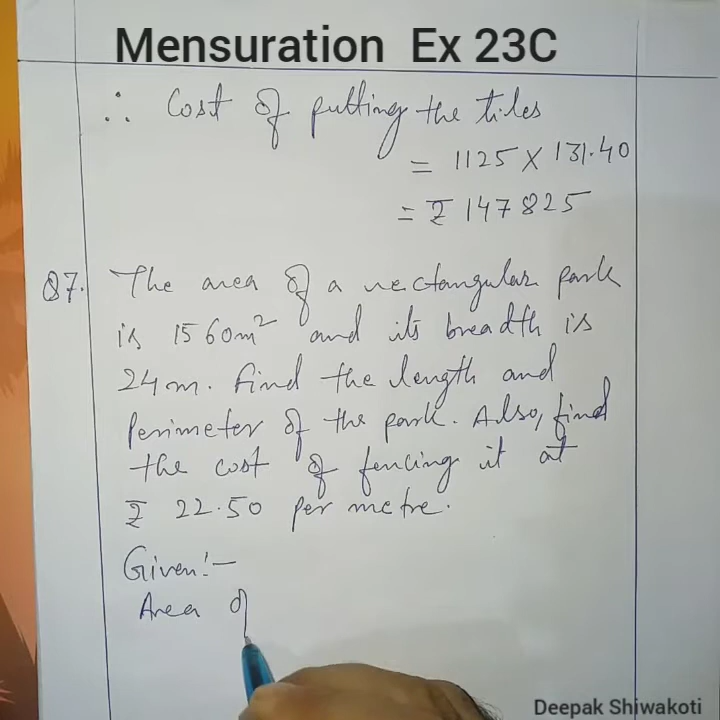 Mensuration Ex 23C
∴ Cost of putting the tiles
= 1125 × 131.40
= ₹ 147825
Q7. The area of a rectangular park
is 1560m² and its breadth is
24m. Find the length and
Perimeter of the park. Also, find
the cost of fencing it at
₹ 22.50 per metre.
Given:-
Area of
Deepak Shiwakoti